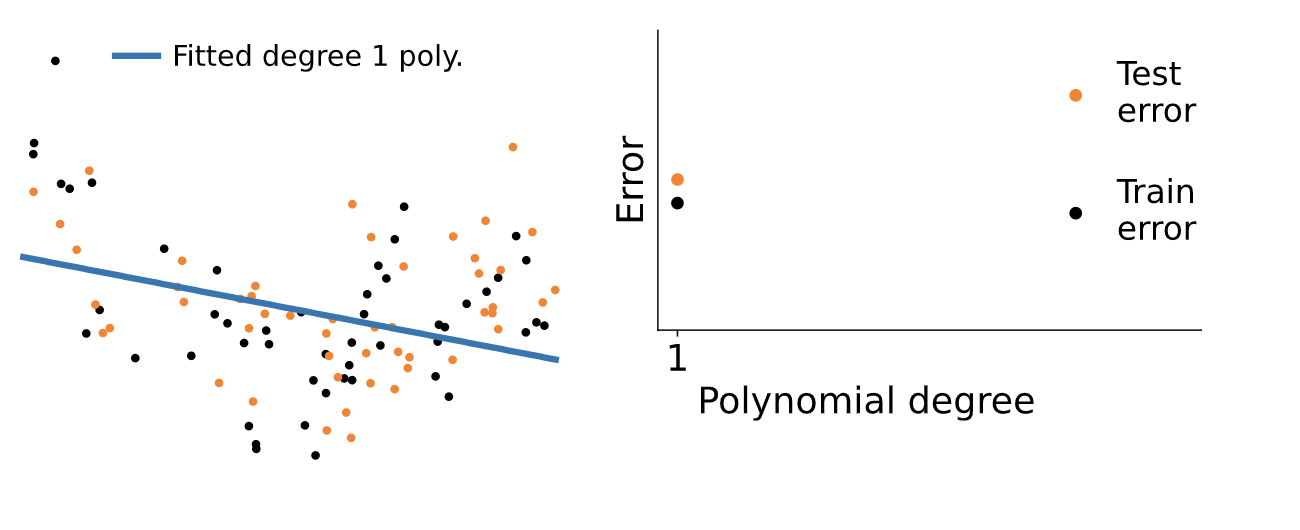 Fitted degree 1 poly.
Error
Test
error
Train
error
1
Polynomial degree